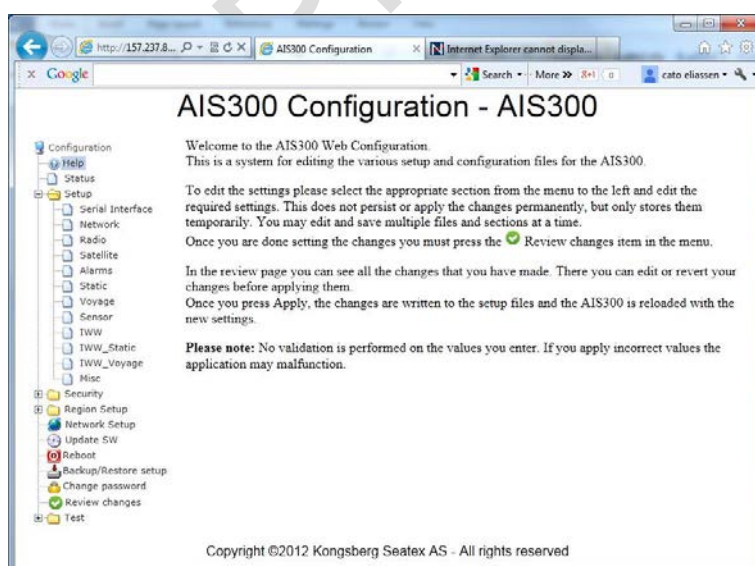 http://157.237.8...
AIS300 Configuration
Internet Explorer cannot displa...
x Google
Search
More »
cato eliassen
AIS300 Configuration - AIS300
Configuration
Help
Status
Setup
Serial Interface
Network
Radio
Satellite
Alarms
Static
Voyage
Sensor
IWW
IWW_Static
IWW_Voyage
Misc
Security
Region Setup
Network Setup
Update SW
Reboot
Backup/Restore setup
Change password
Review changes
Test
Welcome to the AIS300 Web Configuration.
This is a system for editing the various setup and configuration files for the AIS300.
To edit the settings please select the appropriate section from the menu to the left and edit the
required settings. This does not persist or apply the changes permanently, but only stores them
temporarily. You may edit and save multiple files and sections at a time.
Once you are done setting the changes you must press the Review changes item in the menu.
In the review page you can see all the changes that you have made. There you can edit or revert your
changes before applying them.
Once you press Apply, the changes are written to the setup files and the AIS300 is reloaded with the
new settings.
Please note: No validation is performed on the values you enter. If you apply incorrect values the
application may malfunction.
Copyright ©2012 Kongsberg Seatex AS - All rights reserved